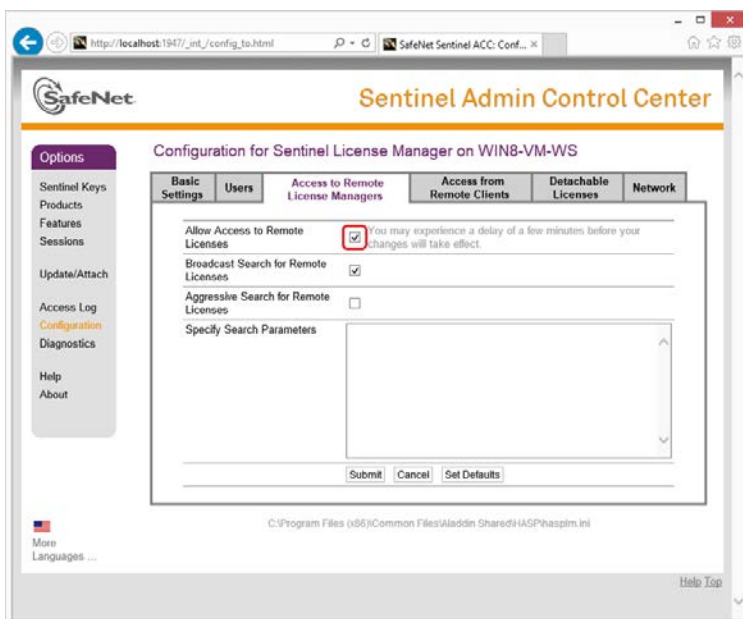 http://localhost:1947/_int_/config_to.html
SafeNet Sentinel ACC: Conf...
SafeNet
Sentinel Admin Control Center
Options
Sentinel Keys
Products
Features
Sessions
Update/Attach
Access Log
Configuration
Diagnostics
Help
About
More
Languages ...
Configuration for Sentinel License Manager on WIN8-VM-WS
Basic
Settings
Users
Access to Remote
License Managers
Access from
Remote Clients
Detachable
Licenses
Network
Allow Access to Remote
Licenses
You may experience a delay of a few minutes before your
changes will take effect.
Broadcast Search for Remote
Licenses
Aggressive Search for Remote
Licenses
Specify Search Parameters
Submit Cancel Set Defaults
C:\Program Files (x86)\Common Files\Aladdin Shared\HASP\hasplm.ini
Help Top